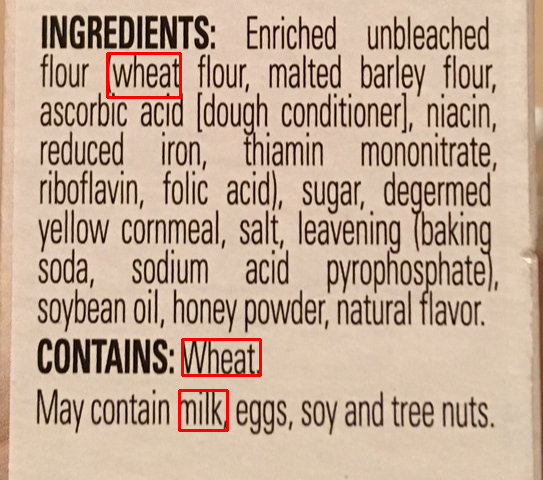 INGREDIENTS: Enriched unbleached
flour (wheat flour, malted barley flour,
ascorbic acid [dough conditioner], niacin,
reduced iron, thiamin mononitrate,
riboflavin, folic acid), sugar, degermed
yellow cornmeal, salt, leavening (baking
soda, sodium acid pyrophosphate),
soybean oil, honey powder, natural flavor.
CONTAINS: Wheat.
May contain milk, eggs, soy and tree nuts.